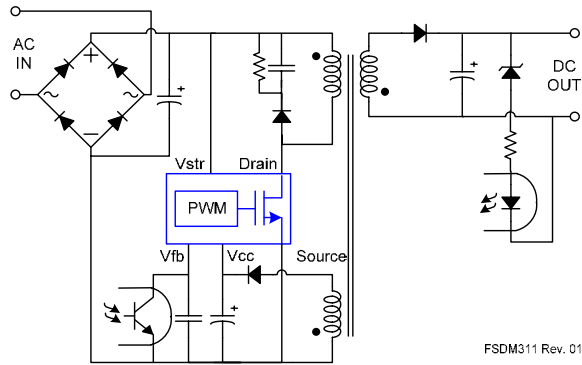 AC
IN
+
~
~
−
+
+
DC
OUT
Vstr
Drain
PWM
Vfb
Vcc
Source
+
FSDM311 Rev. 01